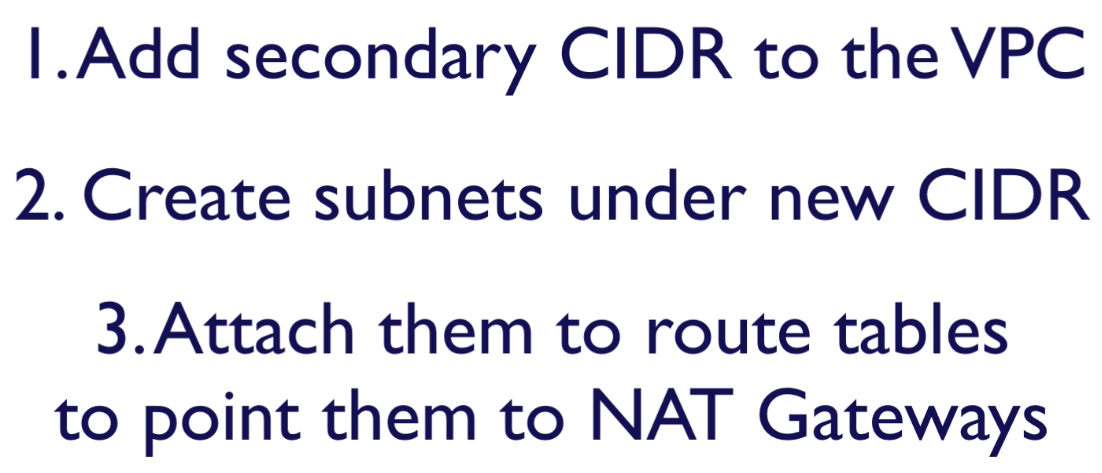 1. Add secondary CIDR to the VPC
2. Create subnets under new CIDR
3. Attach them to route tables
to point them to NAT Gateways